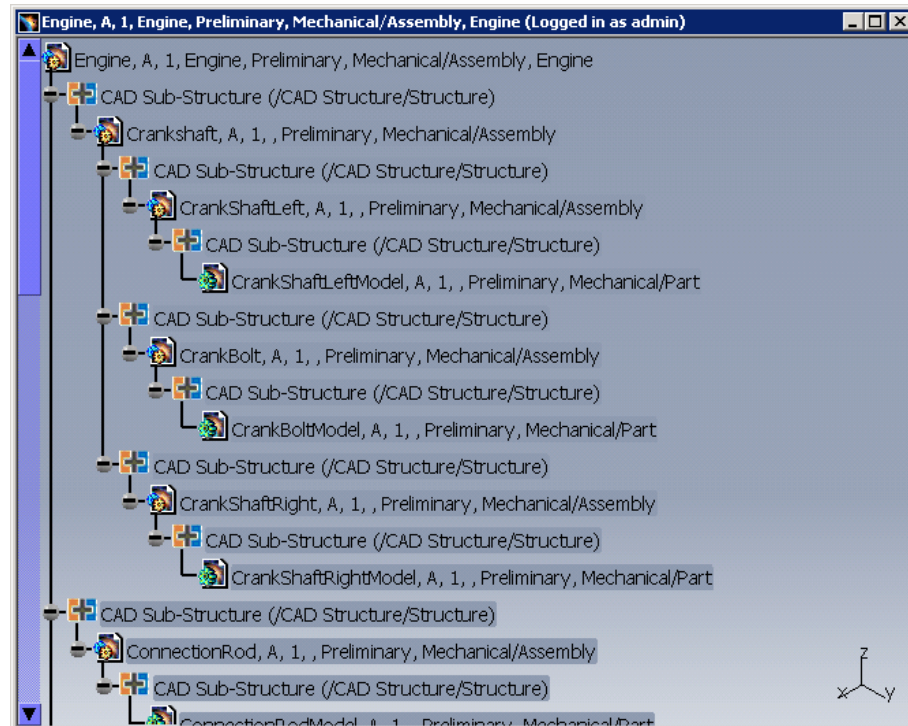 Engine, A, 1, Engine, Preliminary, Mechanical/Assembly, Engine (Logged in as admin)
Engine, A, 1, Engine, Preliminary, Mechanical/Assembly, Engine
CAD Sub-Structure (/CAD Structure/Structure)
Crankshaft, A, 1, , Preliminary, Mechanical/Assembly
CAD Sub-Structure (/CAD Structure/Structure)
CrankShaftLeft, A, 1, , Preliminary, Mechanical/Assembly
CAD Sub-Structure (/CAD Structure/Structure)
CrankShaftLeftModel, A, 1, , Preliminary, Mechanical/Part
CAD Sub-Structure (/CAD Structure/Structure)
CrankBolt, A, 1, , Preliminary, Mechanical/Assembly
CAD Sub-Structure (/CAD Structure/Structure)
CrankBoltModel, A, 1, , Preliminary, Mechanical/Part
CAD Sub-Structure (/CAD Structure/Structure)
CrankShaftRight, A, 1, , Preliminary, Mechanical/Assembly
CAD Sub-Structure (/CAD Structure/Structure)
CrankShaftRightModel, A, 1, , Preliminary, Mechanical/Part
CAD Sub-Structure (/CAD Structure/Structure)
ConnectionRod, A, 1, , Preliminary, Mechanical/Assembly
CAD Sub-Structure (/CAD Structure/Structure)
ConnectionRodModel, A, 1, , Preliminary, Mechanical/Part
z
x
y